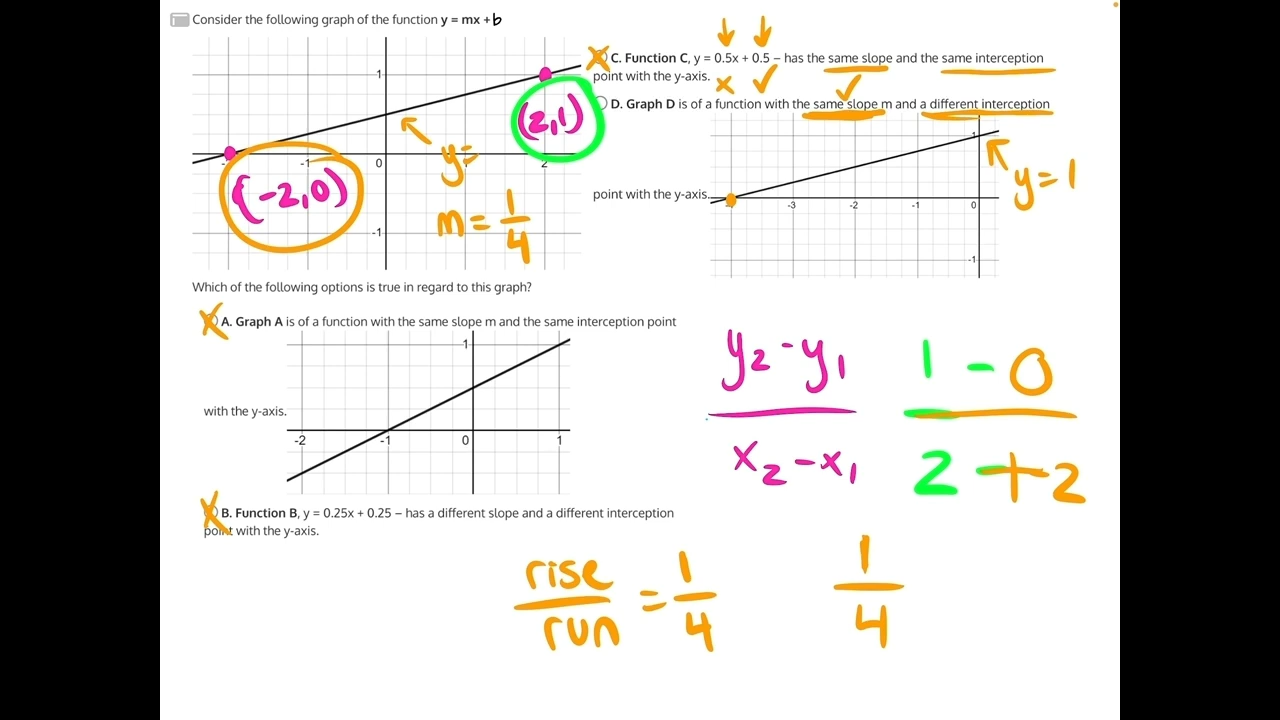 Consider the following graph of the function y = mx + b
1
-1
0
2
-1
(2,1)
(-2,0)
y=
m = 1/4
Which of the following options is true in regard to this graph?
A. Graph A is of a function with the same slope m and the same interception point
1
with the y-axis.
-2
-1
0
1
B. Function B, y = 0.25x + 0.25 – has a different slope and a different interception
point with the y-axis.
C. Function C, y = 0.5x + 0.5 – has the same slope and the same interception
point with the y-axis.
D. Graph D is of a function with the same slope m and a different interception
1
point with the y-axis.
-3
-2
-1
0
-1
y=1
y2 - y1
x2 - x1
1 - 0
2 + 2
rise
run
= 1/4
1
4